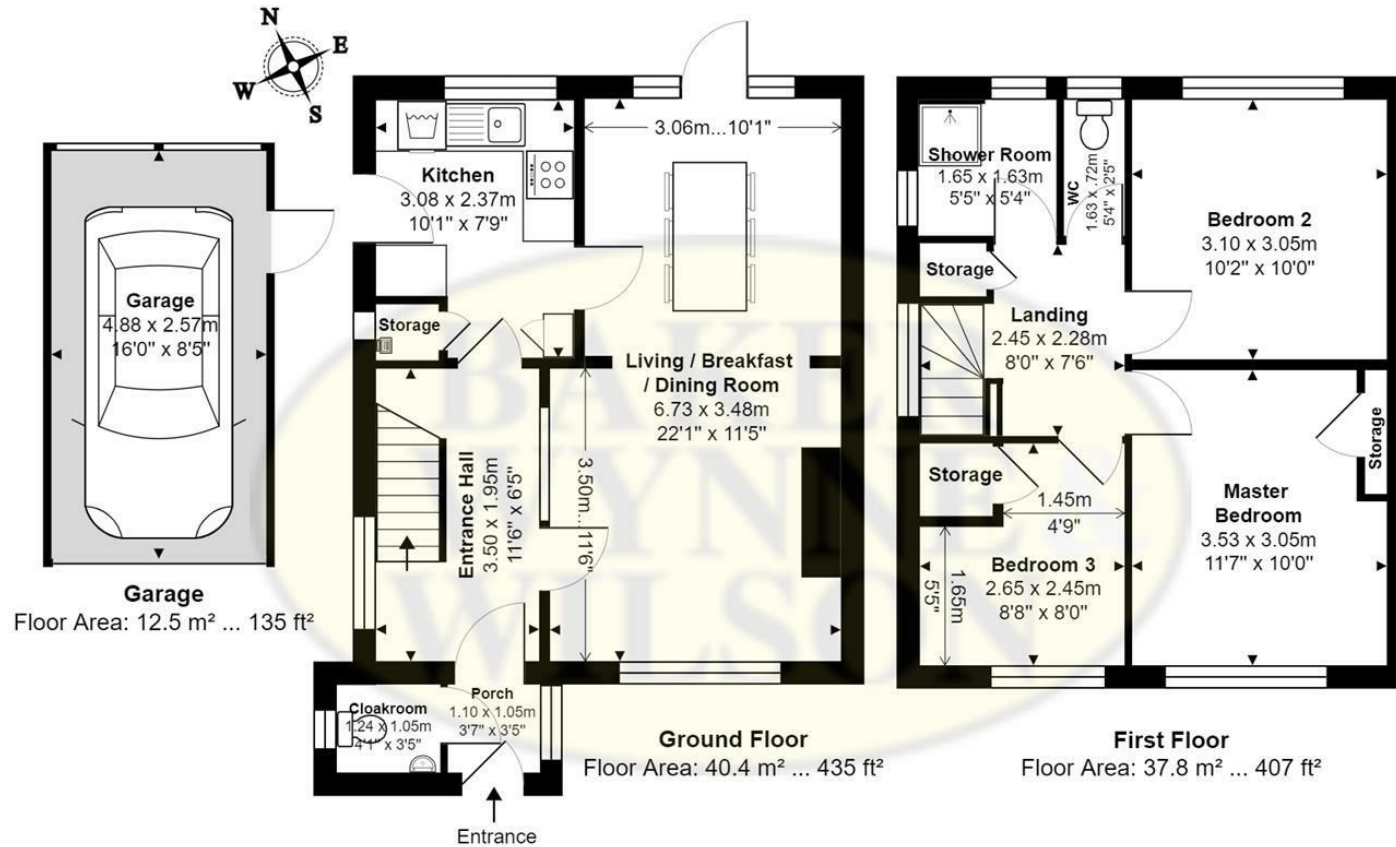 N
E
W
S
Garage
4.88 x 2.57m
16'0" x 8'5"
Garage
Floor Area: 12.5 m² ... 135 ft²
Kitchen
3.08 x 2.37m
10'1" x 7'9"
Storage
3.06m...10'1"
Living / Breakfast
/ Dining Room
6.73 x 3.48m
22'1" x 11'5"
3.50m...11'6"
Entrance Hall
3.50 x 1.95m
11'6" x 6'5"
Cloakroom
1.24 x 1.05m
4'1" x 3'5"
Porch
1.10 x 1.05m
3'7" x 3'5"
Entrance
Ground Floor
Floor Area: 40.4 m² ... 435 ft²
Shower Room
1.65 x 1.63m
5'5" x 5'4"
WC
1.63 x .72m
5'4" x 2'5"
Bedroom 2
3.10 x 3.05m
10'2" x 10'0"
Storage
Landing
2.45 x 2.28m
8'0" x 7'6"
Storage
1.45m
4'9"
Bedroom 3
2.65 x 2.45m
8'8" x 8'0"
1.65m
5'5"
Master
Bedroom
3.53 x 3.05m
11'7" x 10'0"
Storage
First Floor
Floor Area: 37.8 m² ... 407 ft²
BAKER
WYNNE &
WILSON